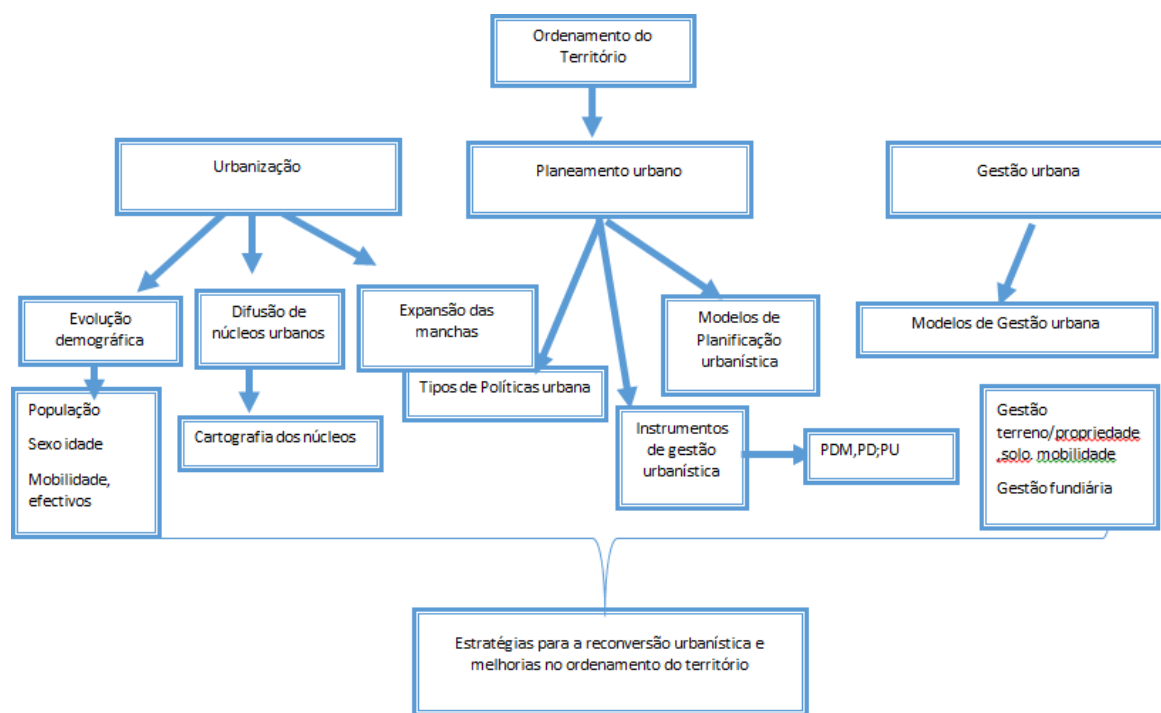 Ordenamento do
Território
Urbanização
Planeamento urbano
Gestão urbana
Evolução
demográfica
Difusão de
núcleos urbanos
Expansão das
manchas
Modelos de
Planificação
urbanística
Modelos de Gestão urbana
Tipos de Políticas urbana
População
Sexo idade
Mobilidade,
efectivos
Cartografia dos núcleos
Instrumentos
de gestão
urbanística
PDM,PD;PU
Gestão
terreno/propriedade
,solo, mobilidade
Gestão fundiária
Estratégias para a reconversão urbanística e
melhorias no ordenamento do território